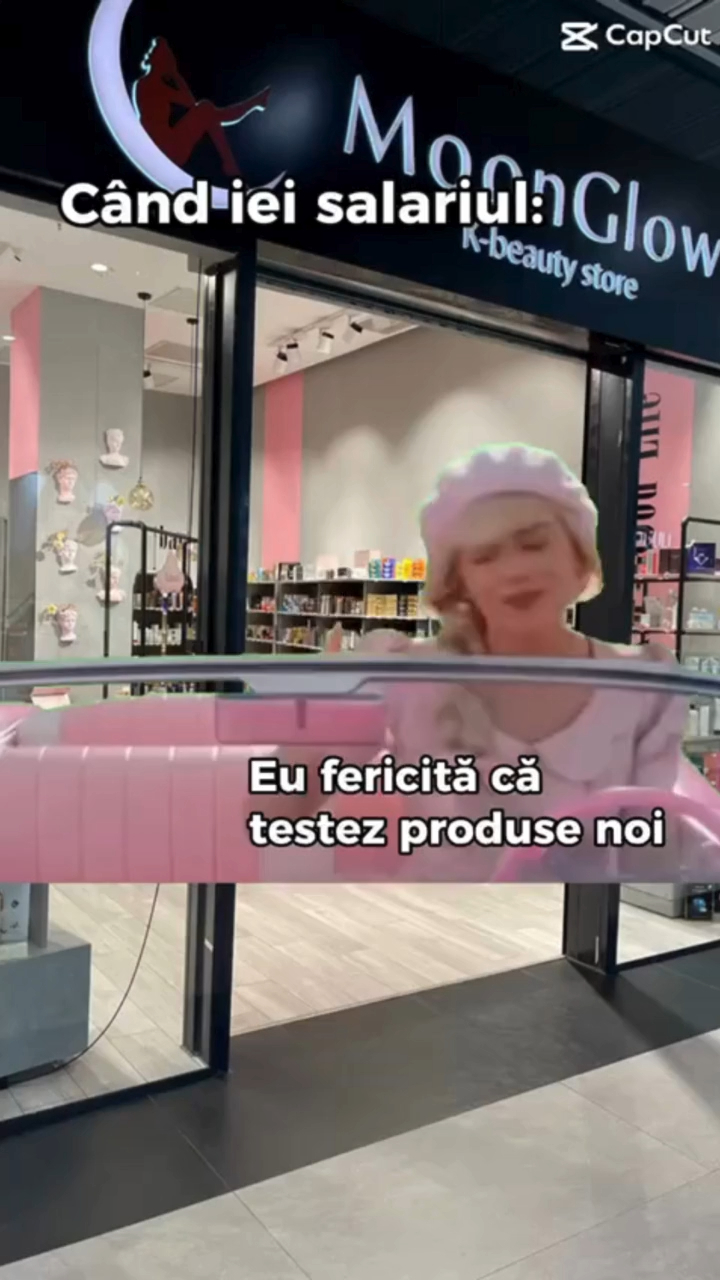 CapCut
MoonGlow
Când iei salariul:
K-beauty store
Eu fericită că
testez produse noi